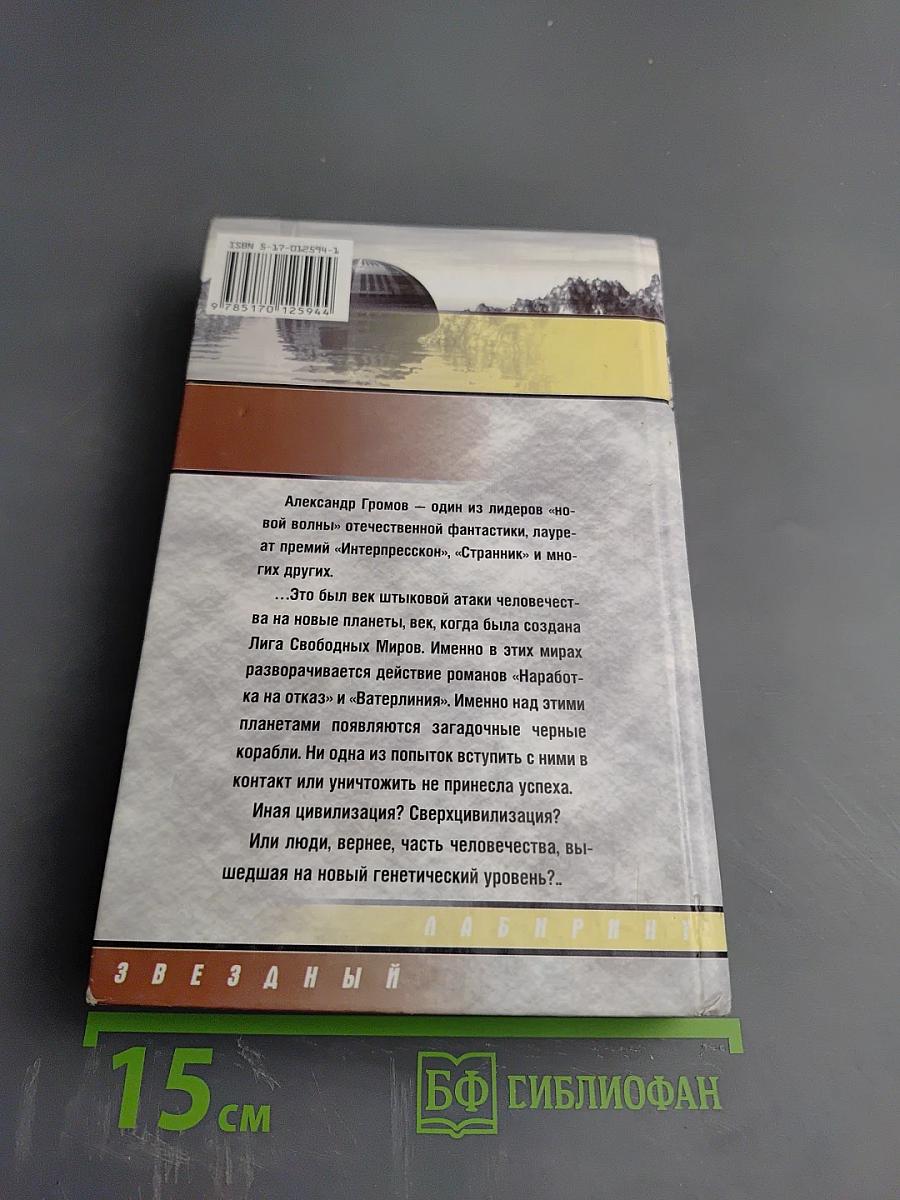 ISBN 5-17-012594-1
9 785170 125944
Александр Громов — один из лидеров «но-
вой волны» отечественной фантастики, лауре-
ат премий «Интерпресскон», «Странник» и мно-
гих других.
...Это был век штыковой атаки человечест-
ва на новые планеты, век, когда была создана
Лига Свободных Миров. Именно в этих мирах
разворачивается действие романов «Наработ-
ка на отказ» и «Ватерлиния». Именно над этими
планетами появляются загадочные черные
корабли. Ни одна из попыток вступить с ними в
контакт или уничтожить не принесла успеха.
Иная цивилизация? Сверхцивилизация?
Или люди, вернее, часть человечества, вы-
шедшая на новый генетический уровень?..
ЛАБИРИНТ
ЗВЕЗДНЫЙ
15 см
БФ ГИБЛИОФАН